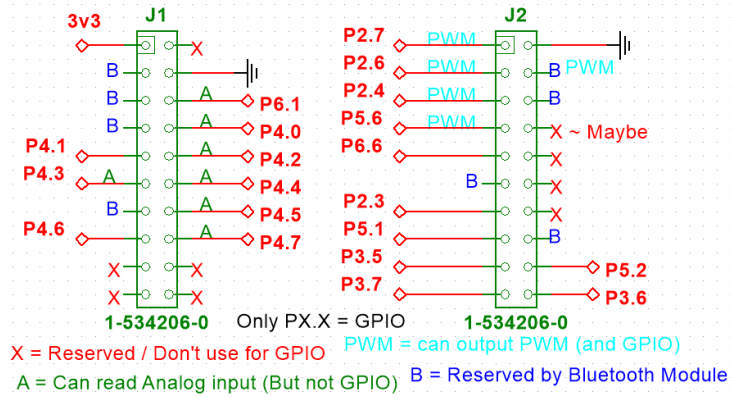 J1 J2
3v3 X P2.7 PWM
B P2.6 PWM B PWM
B A P6.1 P2.4 PWM B
B A P4.0 P5.6 PWM X ~ Maybe
P4.1 A P4.2 P6.6 X
P4.3 A A P4.4 B X
B A P4.5 P2.3 X
P4.6 A P4.7 P5.1 B
X X P3.5 P5.2
X X P3.7 P3.6
1-534206-0 Only PX.X = GPIO 1-534206-0
X = Reserved / Don't use for GPIO PWM = can output PWM (and GPIO)
A = Can read Analog input (But not GPIO) B = Reserved by Bluetooth Module